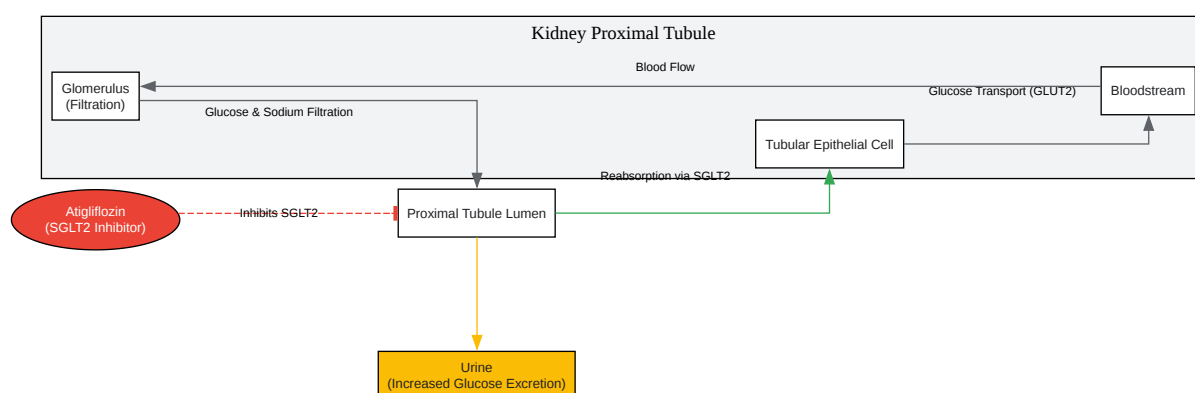 Kidney Proximal Tubule
Blood Flow
Glomerulus
(Filtration)
Glucose Transport (GLUT2)
Bloodstream
Glucose & Sodium Filtration
Tubular Epithelial Cell
Reabsorption via SGLT2
Atigliflozin
(SGLT2 Inhibitor)
Inhibits SGLT2
Proximal Tubule Lumen
Urine
(Increased Glucose Excretion)